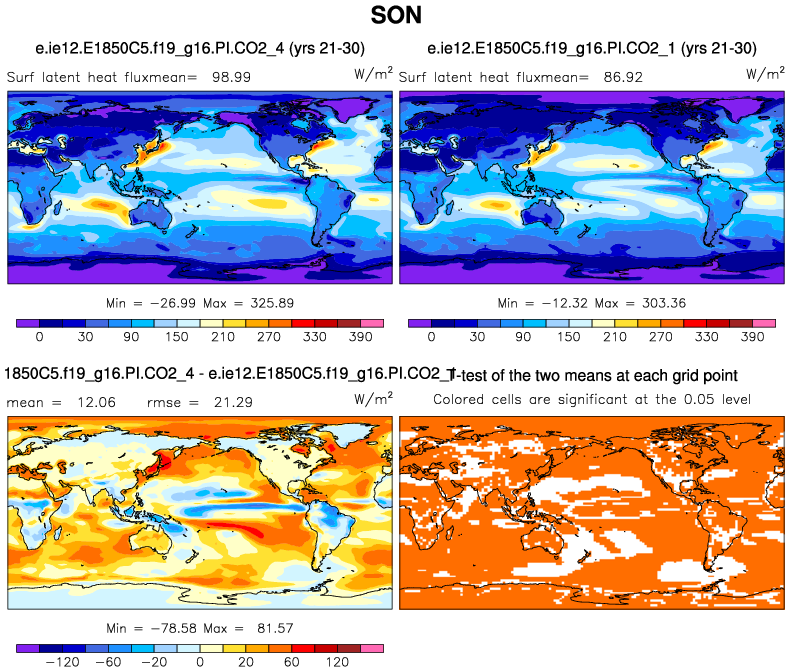 SON
e.ie12.E1850C5.f19_g16.PI.CO2_4 (yrs 21-30)
e.ie12.E1850C5.f19_g16.PI.CO2_1 (yrs 21-30)
Surf latent heat fluxmean= 98.99 W/m²
Surf latent heat fluxmean= 86.92 W/m²
Min = −26.99 Max = 325.89
Min = −12.32 Max = 303.36
0 30 90 150 210 270 330 390
0 30 90 150 210 270 330 390
1850C5.f19_g16.PI.CO2_4 - e.ie12.E1850C5.f19_g16.PI.CO2_1
T-test of the two means at each grid point
mean = 12.06 rmse = 21.29 W/m²
Colored cells are significant at the 0.05 level
Min = −78.58 Max = 81.57
−120 −60 −20 0 20 60 120